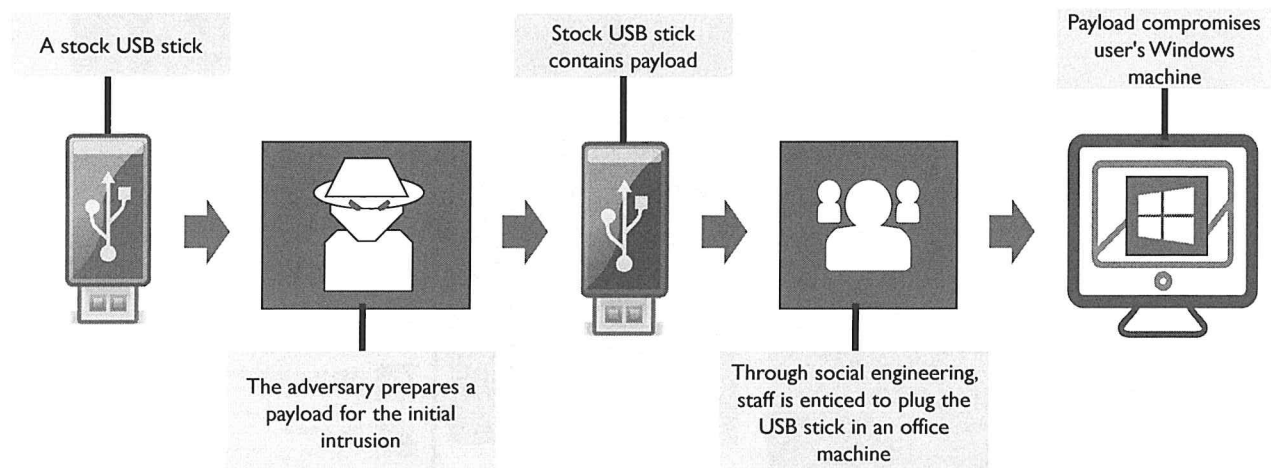 A stock USB stick
The adversary prepares a
payload for the initial
intrusion
Stock USB stick
contains payload
Through social engineering,
staff is enticed to plug the
USB stick in an office
machine
Payload compromises
user's Windows
machine